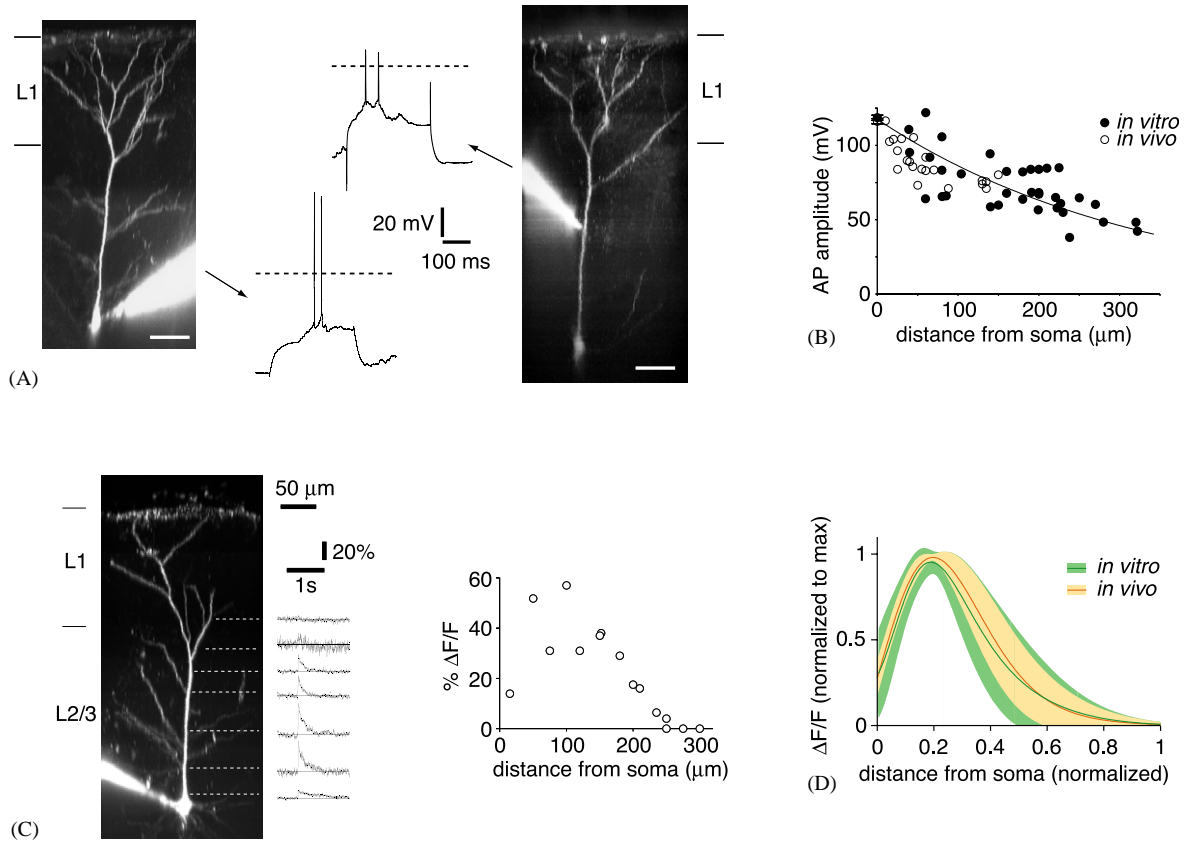 L1
20 mV
100 ms
L1
(A)
AP amplitude (mV)
100
50
0
0
100
200
300
distance from soma (μm)
in vitro
in vivo
(B)
50 μm
20%
1s
L1
L2/3
(C)
% ΔF/F
60
40
20
0
0
100
200
300
distance from soma (μm)
ΔF/F (normalized to max)
1
0.5
0
0
0.2
0.4
0.6
0.8
1
distance from soma (normalized)
in vitro
in vivo
(D)